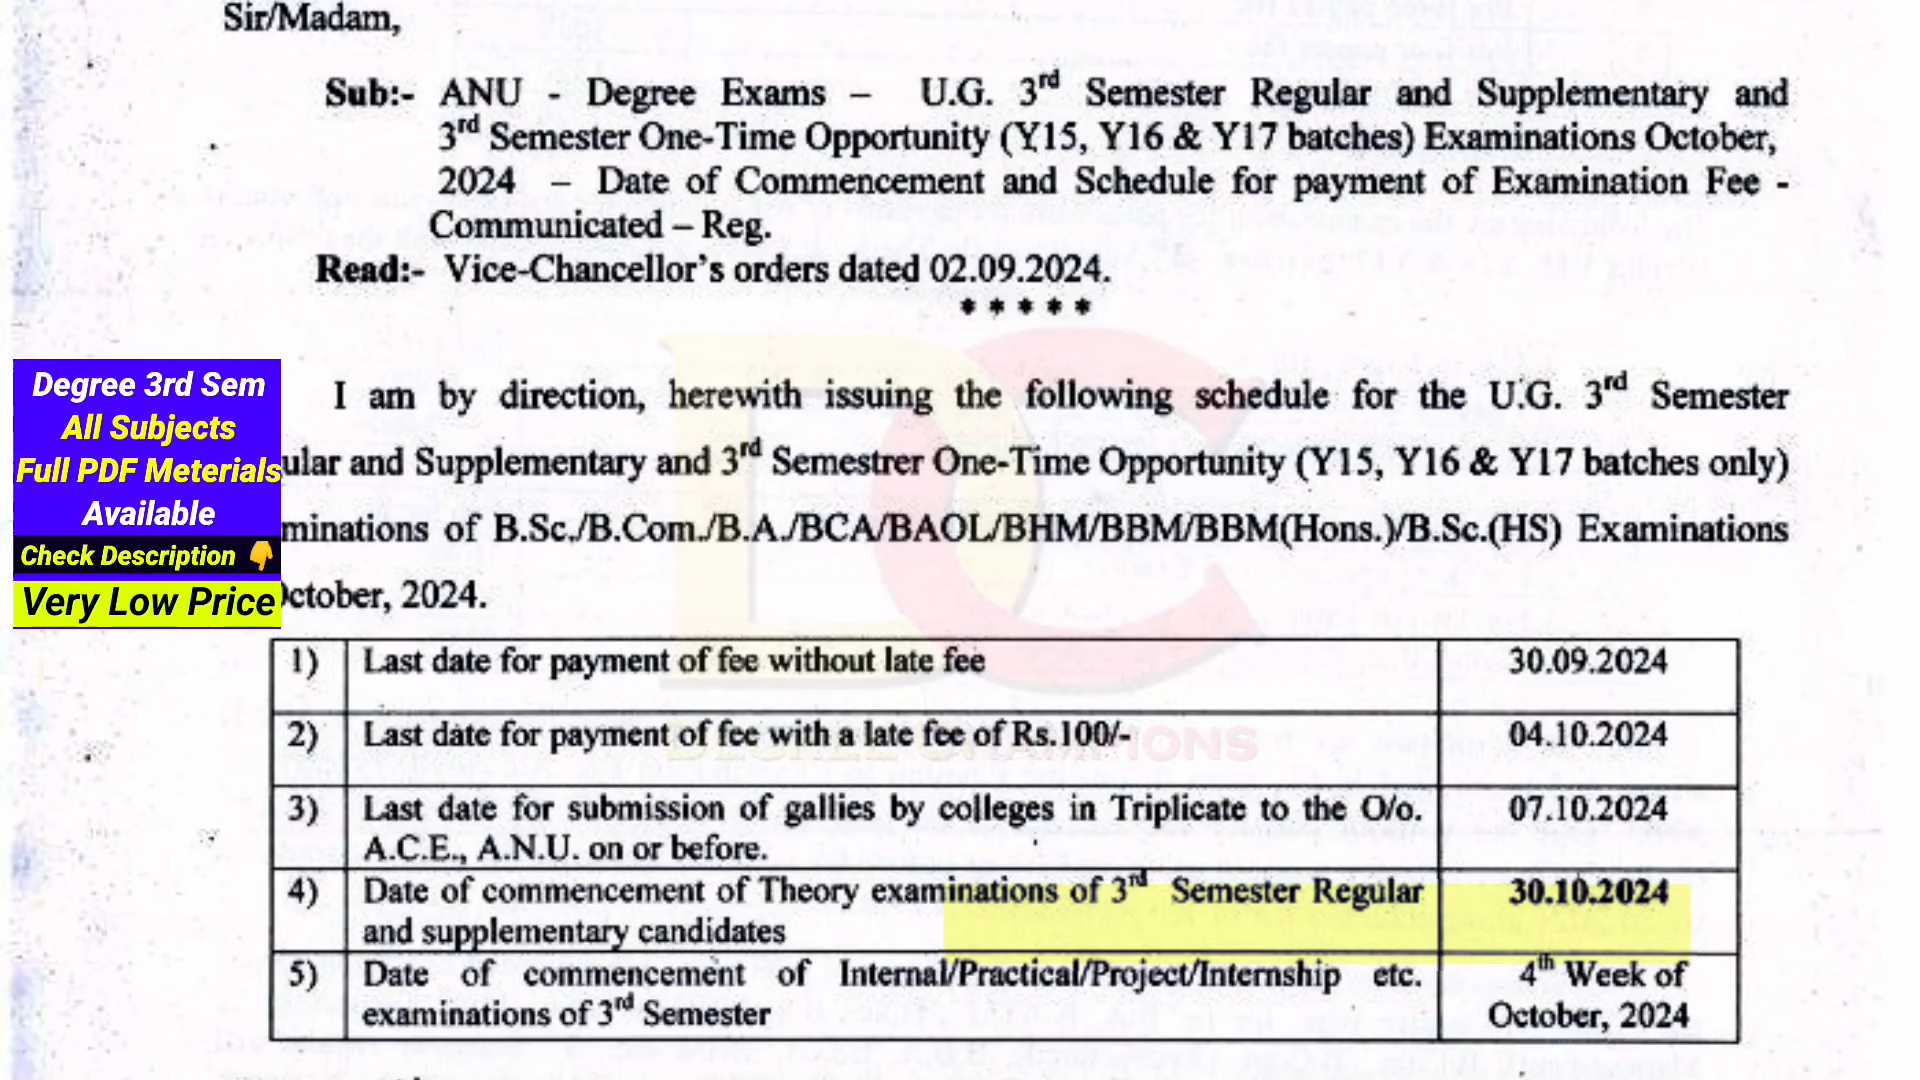 Sir/Madam,
Sub:- ANU - Degree Exams – U.G. 3rd Semester Regular and Supplementary and
3rd Semester One-Time Opportunity (Y15, Y16 & Y17 batches) Examinations October,
2024 – Date of Commencement and Schedule for payment of Examination Fee -
Communicated – Reg.
Read:- Vice-Chancellor's orders dated 02.09.2024.
*****
I am by direction, herewith issuing the following schedule for the U.G. 3rd Semester
ular and Supplementary and 3rd Semestrer One-Time Opportunity (Y15, Y16 & Y17 batches only)
minations of B.Sc./B.Com./B.A./BCA/BAOL/BHM/BBM/BBM(Hons.)/B.Sc.(HS) Examinations
October, 2024.
Degree 3rd Sem
All Subjects
Full PDF Meterials
Available
Check Description 👇
Very Low Price
1) Last date for payment of fee without late fee 30.09.2024
2) Last date for payment of fee with a late fee of Rs.100/- 04.10.2024
3) Last date for submission of gallies by colleges in Triplicate to the O/o. 07.10.2024
A.C.E., A.N.U. on or before.
4) Date of commencement of Theory examinations of 3rd Semester Regular 30.10.2024
and supplementary candidates
5) Date of commencement of Internal/Practical/Project/Internship etc. 4th Week of
examinations of 3rd Semester October, 2024
DC
DEGREE CHAMPIONS